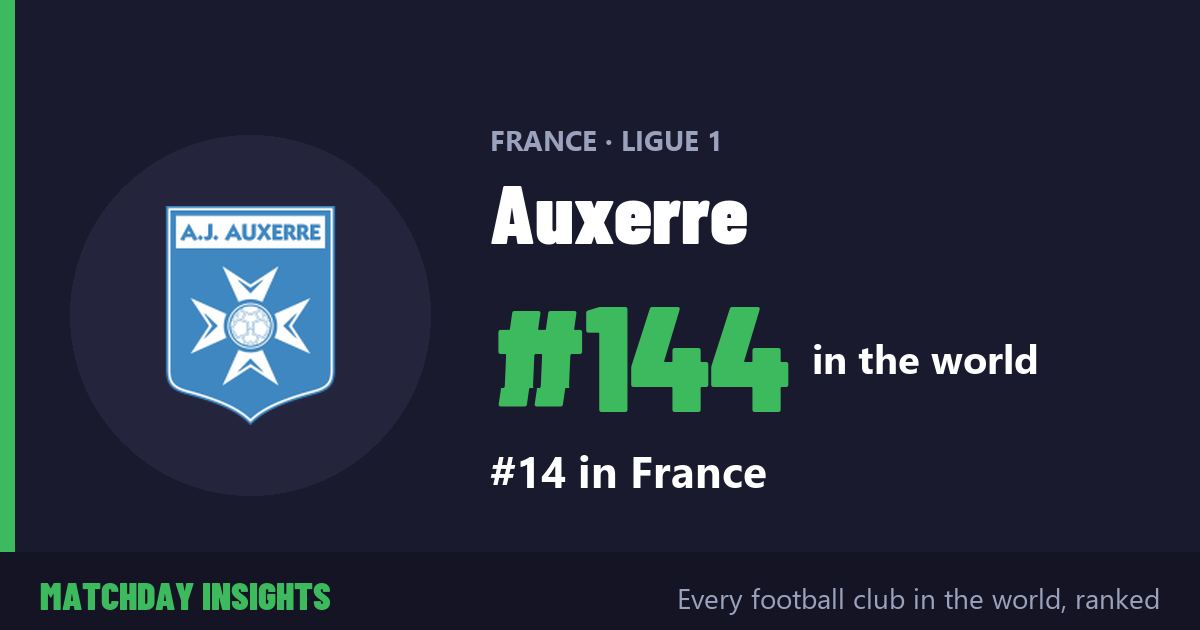 FRANCE · LIGUE 1
Auxerre
A.J. AUXERRE
#144 in the world
#14 in France
MATCHDAY INSIGHTS
Every football club in the world, ranked